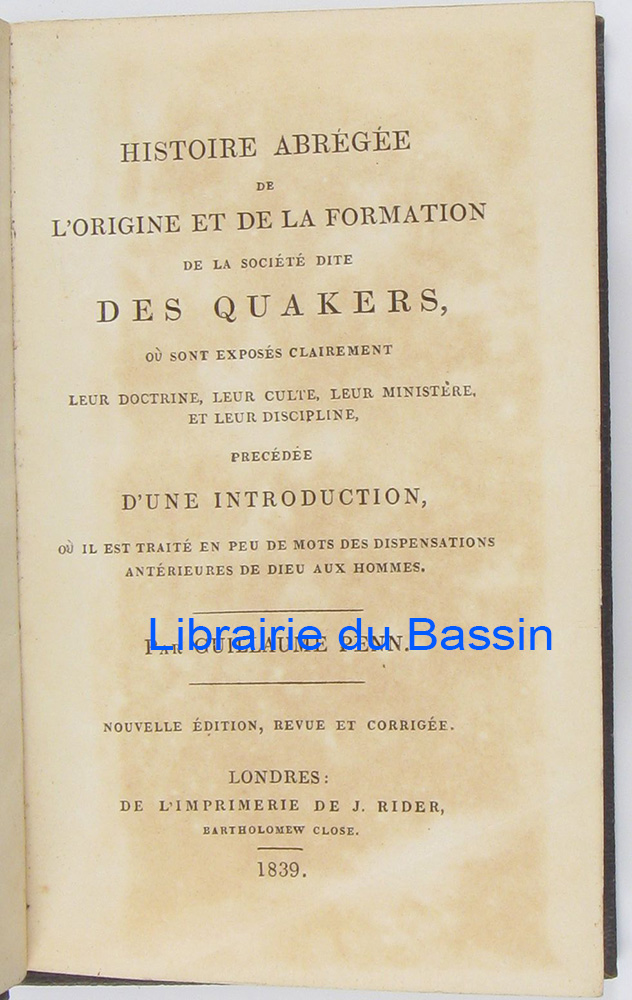 HISTOIRE ABRÉGÉE
DE
L'ORIGINE ET DE LA FORMATION
DE LA SOCIÉTÉ DITE
DES QUAKERS,
OÙ SONT EXPOSÉS CLAIREMENT
LEUR DOCTRINE, LEUR CULTE, LEUR MINISTÈRE,
ET LEUR DISCIPLINE,
PRECÉDÉE
D'UNE INTRODUCTION,
OÙ IL EST TRAITÉ EN PEU DE MOTS DES DISPENSATIONS
ANTÉRIEURES DE DIEU AUX HOMMES.
Librairie du Bassin
PAR GUILLAUME PENN.
NOUVELLE ÉDITION, REVUE ET CORRIGÉE.
LONDRES:
DE L'IMPRIMERIE DE J. RIDER,
BARTHOLOMEW CLOSE.
1839.